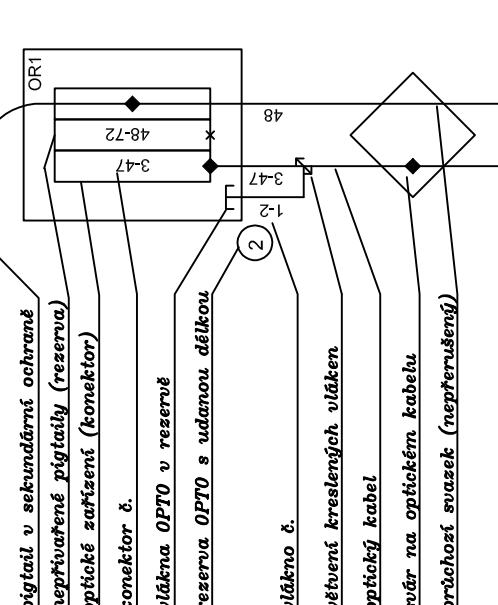 OR1
48
48-72
3-47
3-47
1-2
2
pigtail v sekundární ochraně
nepřivařené pigtaily (rezerva)
optické zařízení (konektor)
konektor č.
vlákna OPTO v rezervě
rezerva OPTO s udanou délkou
vlákno č.
větvení kreslených vláken
optický kabel
svár na optickém kabelu
průchozí svazek (nepřerušený)